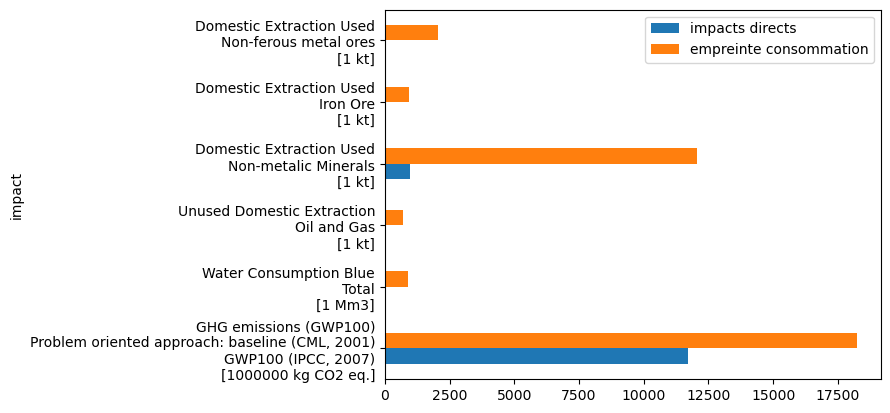 impacts directs
empreinte consommation
Domestic Extraction Used
Non-ferous metal ores
[1 kt]
Domestic Extraction Used
Iron Ore
[1 kt]
Domestic Extraction Used
Non-metalic Minerals
[1 kt]
Unused Domestic Extraction
Oil and Gas
[1 kt]
Water Consumption Blue
Total
[1 Mm3]
GHG emissions (GWP100)
Problem oriented approach: baseline (CML, 2001)
GWP100 (IPCC, 2007)
[1000000 kg CO2 eq.]
impact
0 2500 5000 7500 10000 12500 15000 17500